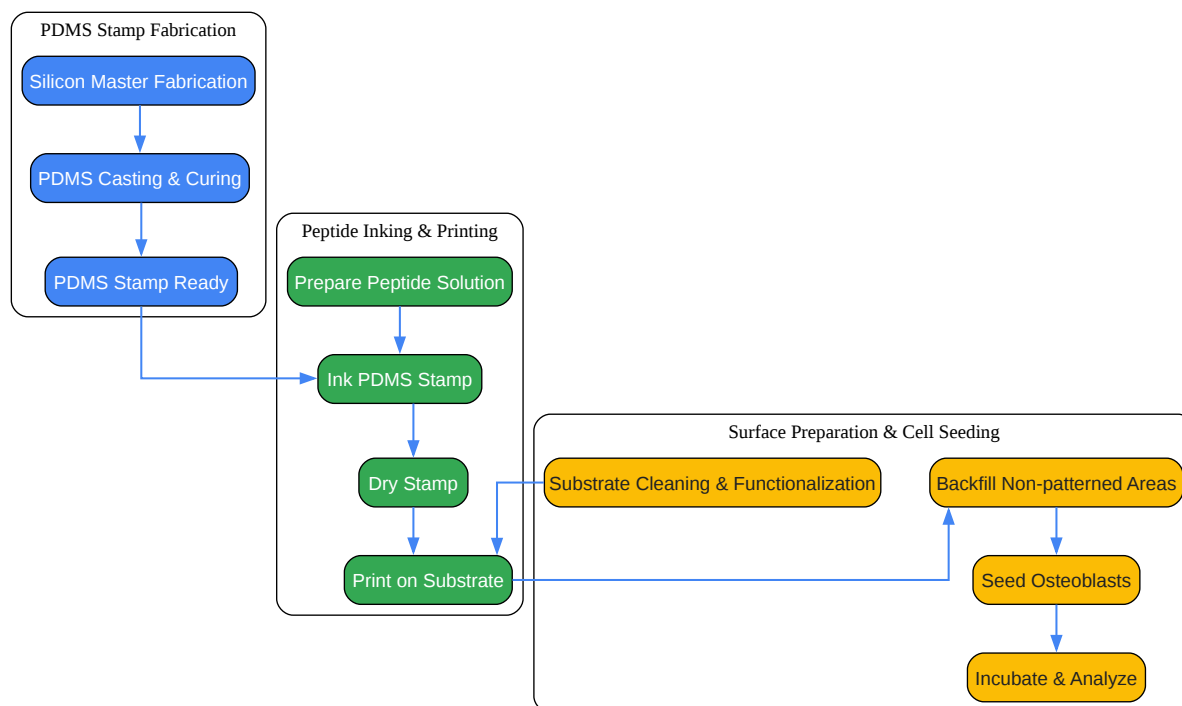 PDMS Stamp Fabrication
Silicon Master Fabrication
PDMS Casting & Curing
PDMS Stamp Ready
Peptide Inking & Printing
Prepare Peptide Solution
Ink PDMS Stamp
Dry Stamp
Print on Substrate
Surface Preparation & Cell Seeding
Substrate Cleaning & Functionalization
Backfill Non-patterned Areas
Seed Osteoblasts
Incubate & Analyze